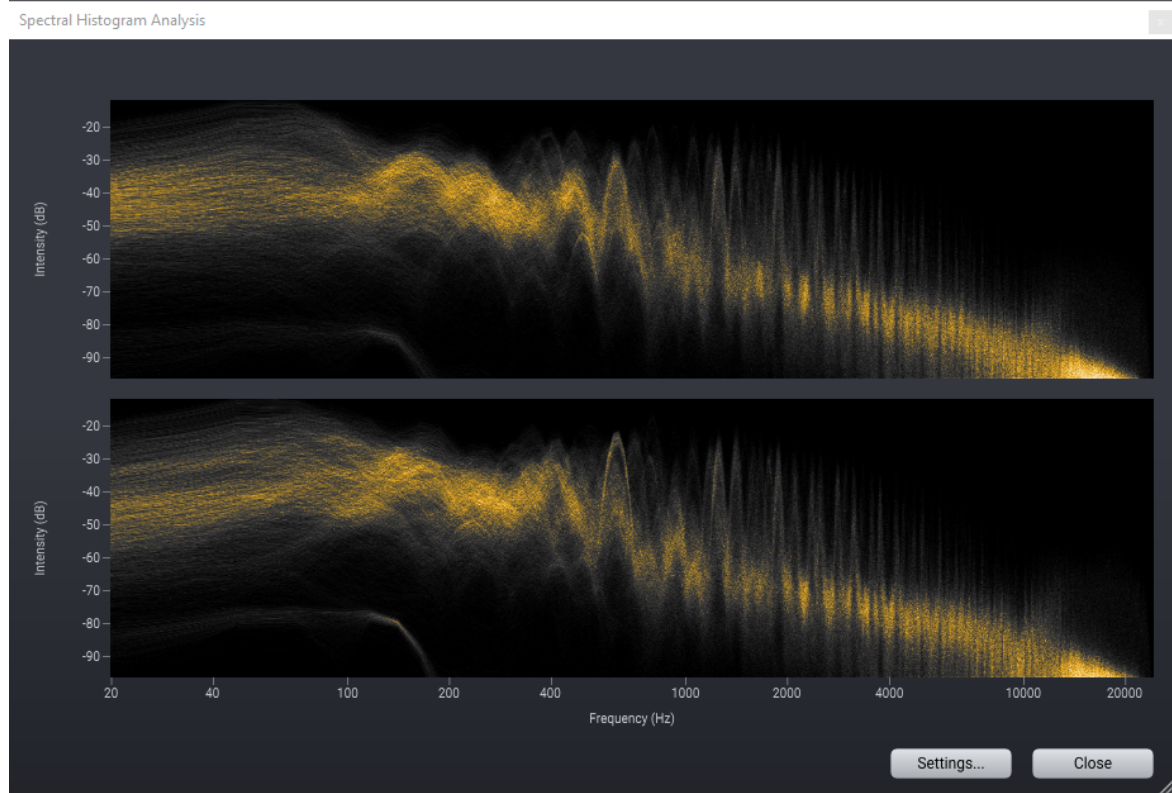 Spectral Histogram Analysis
-20
-30
-40
-50
-60
-70
-80
-90
Intensity (dB)
-20
-30
-40
-50
-60
-70
-80
-90
Intensity (dB)
20 40 100 200 400 1000 2000 4000 10000 20000
Frequency (Hz)
Settings... Close